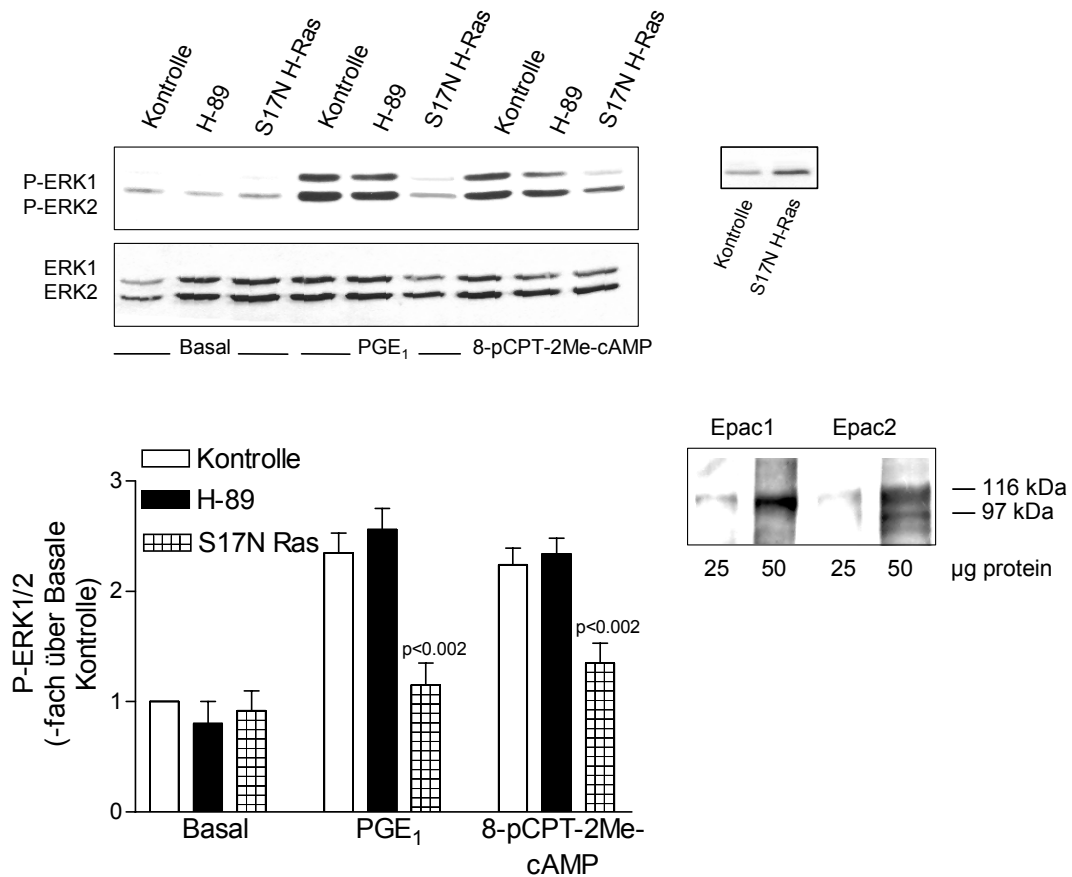 Kontrolle
H-89
S17N H-Ras
Kontrolle
H-89
S17N H-Ras
Kontrolle
H-89
S17N H-Ras
P-ERK1
P-ERK2
ERK1
ERK2
Basal
PGE1
8-pCPT-2Me-cAMP
Kontrolle
S17N H-Ras
Epac1 Epac2
116 kDa
97 kDa
25 50 25 50 µg protein
Kontrolle
H-89
S17N Ras
P-ERK1/2
(-fach über Basale
Kontrolle)
3
2
1
0
p<0.002
p<0.002
Basal
PGE1
8-pCPT-2Me-
cAMP